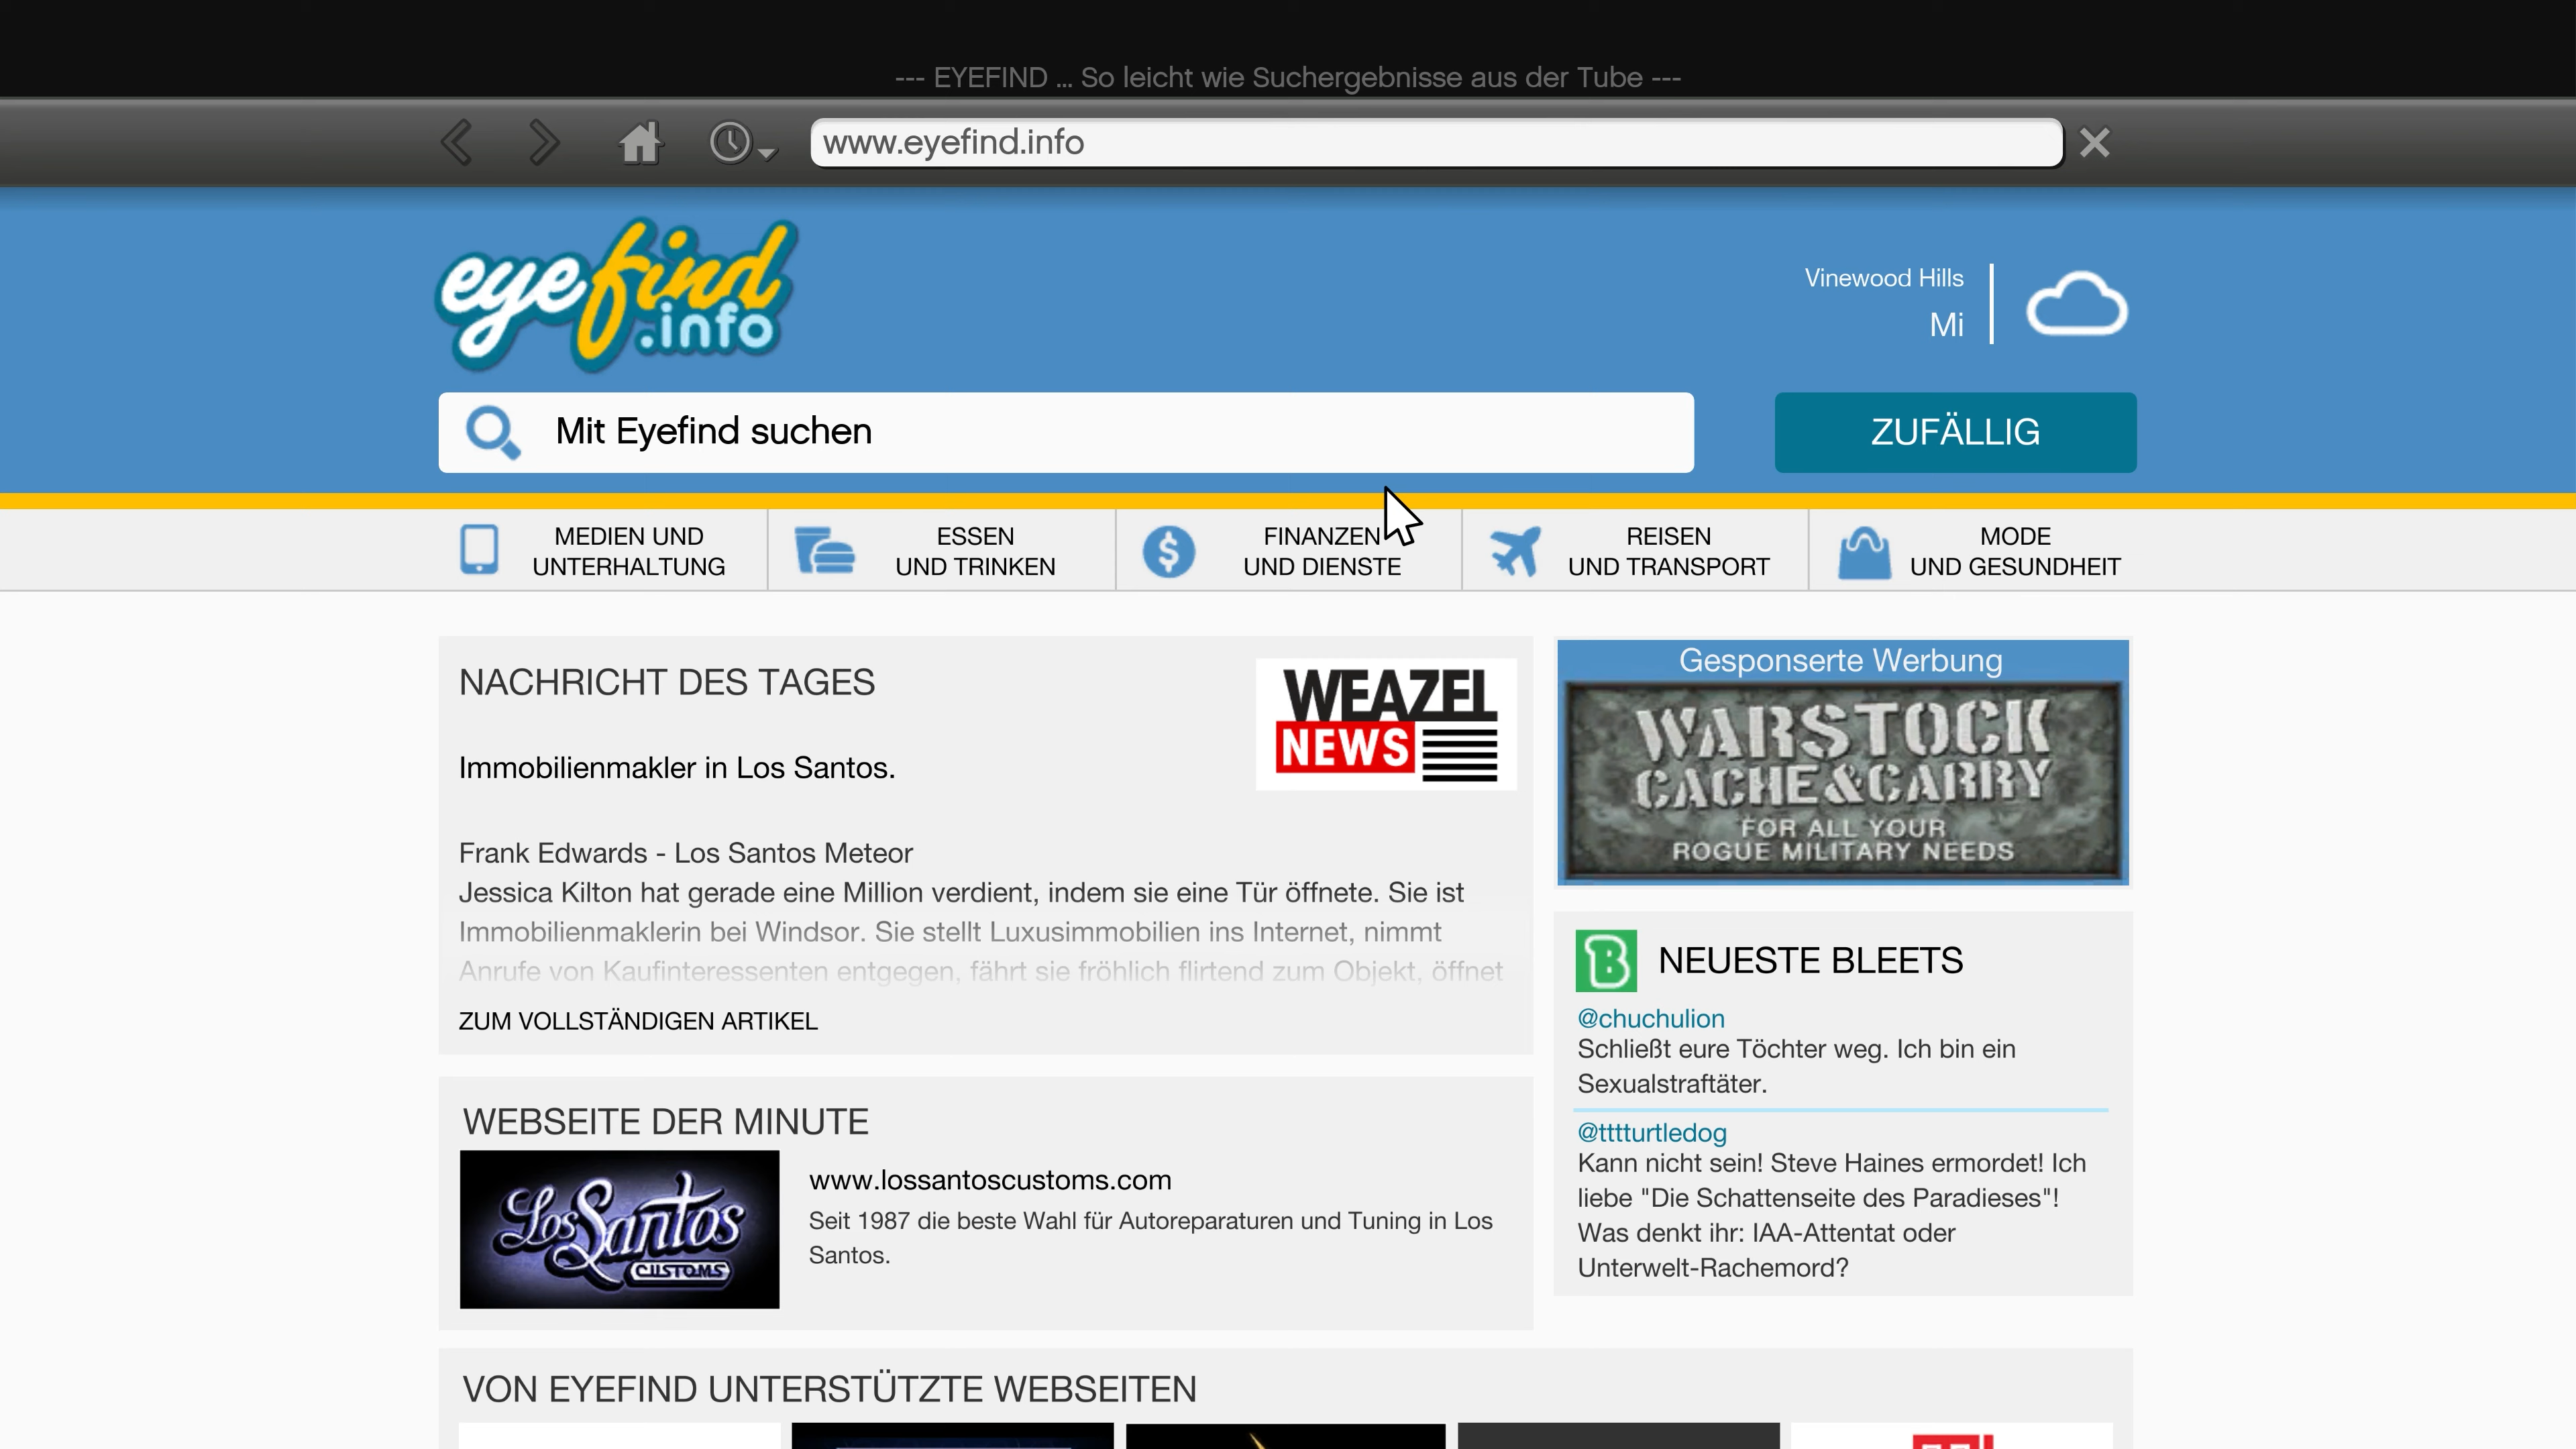 --- EYEFIND ... So leicht wie Suchergebnisse aus der Tube ---
www.eyefind.info
eyefind
.info
Vinewood Hills
Mi
Mit Eyefind suchen
ZUFÄLLIG
MEDIEN UND
UNTERHALTUNG
ESSEN
UND TRINKEN
FINANZEN
UND DIENSTE
REISEN
UND TRANSPORT
MODE
UND GESUNDHEIT
NACHRICHT DES TAGES
WEAZEL
NEWS
Immobilienmakler in Los Santos.
Frank Edwards - Los Santos Meteor
Jessica Kilton hat gerade eine Million verdient, indem sie eine Tür öffnete. Sie ist
Immobilienmaklerin bei Windsor. Sie stellt Luxusimmobilien ins Internet, nimmt
Anrufe von Kaufinteressenten entgegen, fährt sie fröhlich flirtend zum Objekt, öffnet
ZUM VOLLSTÄNDIGEN ARTIKEL
Gesponserte Werbung
WARSTOCK
CACHE&CARRY
FOR ALL YOUR
ROGUE MILITARY NEEDS
B NEUESTE BLEETS
@chuchulion
Schließt eure Töchter weg. Ich bin ein
Sexualstraftäter.
@tttturtledog
Kann nicht sein! Steve Haines ermordet! Ich
liebe "Die Schattenseite des Paradieses"!
Was denkt ihr: IAA-Attentat oder
Unterwelt-Rachemord?
WEBSEITE DER MINUTE
Los Santos
CUSTOMS
www.lossantoscustoms.com
Seit 1987 die beste Wahl für Autoreparaturen und Tuning in Los
Santos.
VON EYEFIND UNTERSTÜTZTE WEBSEITEN